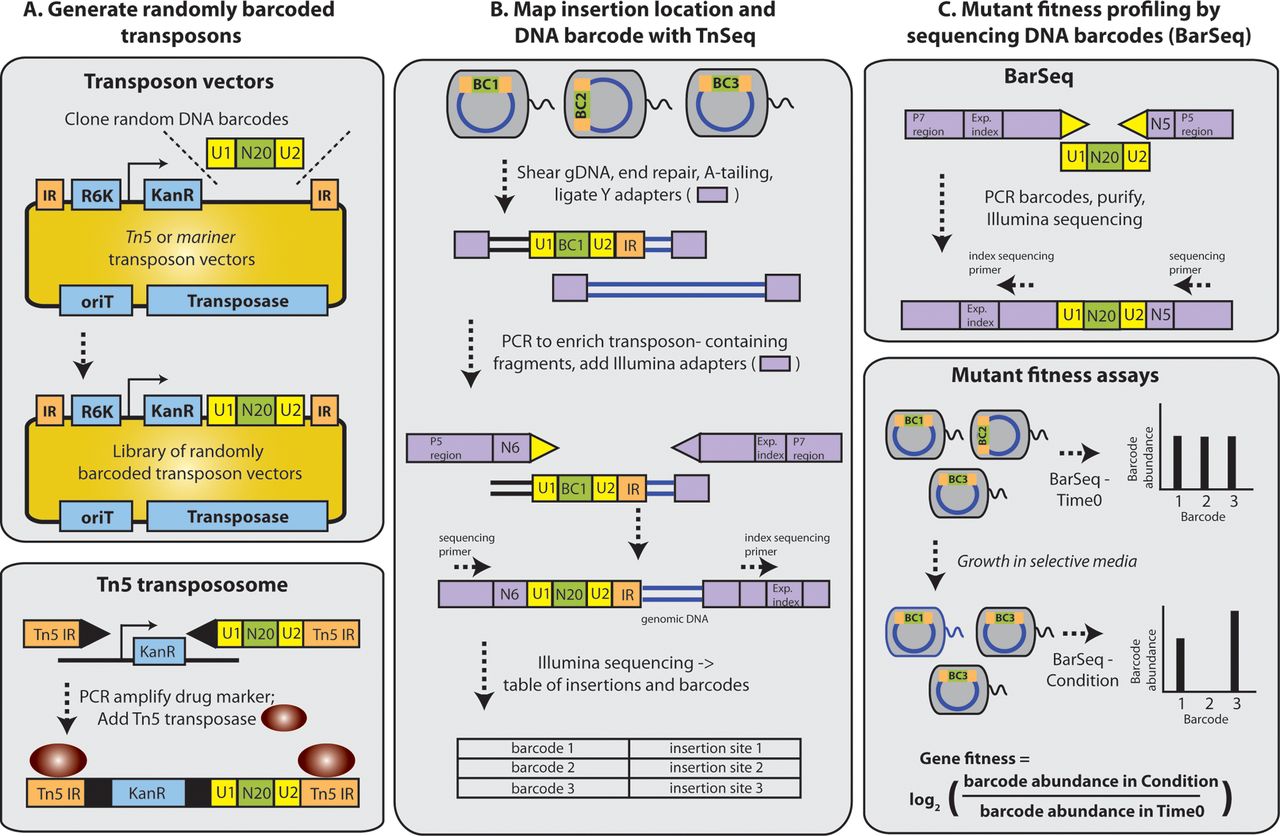 A. Generate randomly barcoded
transposons
Transposon vectors
Clone random DNA barcodes
U1 N20 U2
IR R6K KanR IR
Tn5 or mariner
transposon vectors
oriT Transposase
IR R6K KanR U1 N20 U2 IR
Library of randomly
barcoded transposon vectors
oriT Transposase
Tn5 transpososome
Tn5 IR U1 N20 U2 Tn5 IR
KanR
PCR amplify drug marker;
Add Tn5 transposase
Tn5 IR KanR U1 N20 U2 Tn5 IR
B. Map insertion location and
DNA barcode with TnSeq
BC1 BC2 BC3
Shear gDNA, end repair, A-tailing,
ligate Y adapters ( )
U1 BC1 U2 IR
PCR to enrich transposon- containing
fragments, add Illumina adapters ( )
P5
region
N6
Exp.
index
P7
region
U1 BC1 U2 IR
sequencing
primer
index sequencing
primer
N6 U1 N20 U2 IR
Exp.
index
genomic DNA
Illumina sequencing ->
table of insertions and barcodes
barcode 1 insertion site 1
barcode 2 insertion site 2
barcode 3 insertion site 3
C. Mutant fitness profiling by
sequencing DNA barcodes (BarSeq)
BarSeq
P7
region
Exp.
index
N5
P5
region
U1 N20 U2
PCR barcodes, purify,
Illumina sequencing
index sequencing
primer
sequencing
primer
Exp.
index
U1 N20 U2 N5
Mutant fitness assays
BC1 BC2
BC3
BarSeq -
Time0
Barcode
abundance
1 2 3
Barcode
Growth in selective media
BC1 BC3
BC3
BarSeq -
Condition
Barcode
abundance
1 2 3
Barcode
Gene fitness =
log2 ( barcode abundance in Condition
barcode abundance in Time0 )